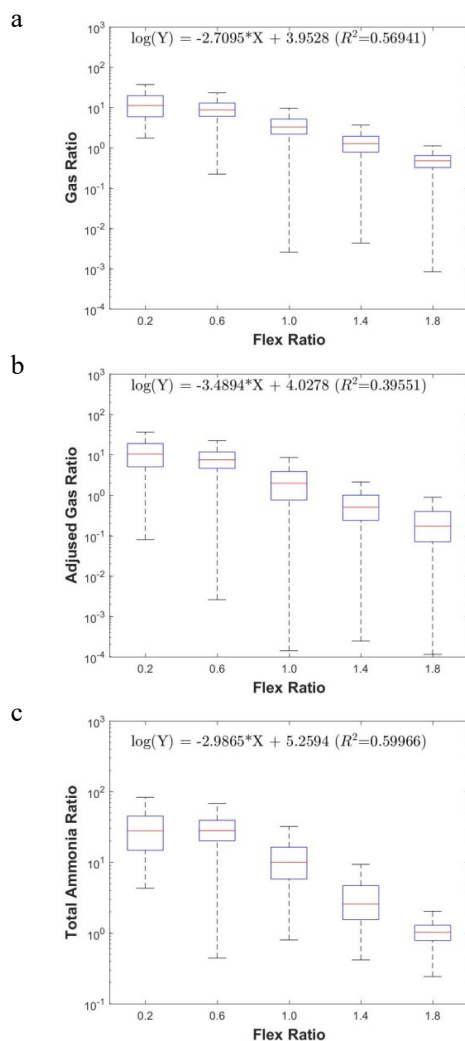 a
log(Y) = -2.7095*X + 3.9528 (R²=0.56941)
10³
10²
10¹
10⁰
10⁻¹
10⁻²
10⁻³
10⁻⁴
Gas Ratio
0.2 0.6 1.0 1.4 1.8
Flex Ratio
b
log(Y) = -3.4894*X + 4.0278 (R²=0.39551)
10³
10²
10¹
10⁰
10⁻¹
10⁻²
10⁻³
10⁻⁴
Adjused Gas Ratio
0.2 0.6 1.0 1.4 1.8
Flex Ratio
c
log(Y) = -2.9865*X + 5.2594 (R²=0.59966)
10³
10²
10¹
10⁰
10⁻¹
Total Ammonia Ratio
0.2 0.6 1.0 1.4 1.8
Flex Ratio